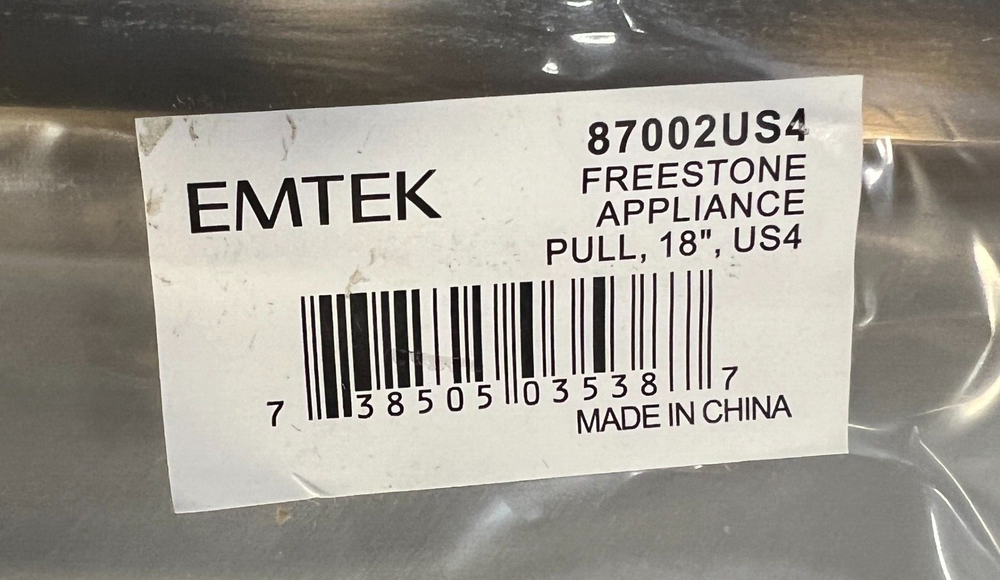 EMTEK
87002US4
FREESTONE
APPLIANCE
PULL, 18", US4
7 38505 03538 7
MADE IN CHINA